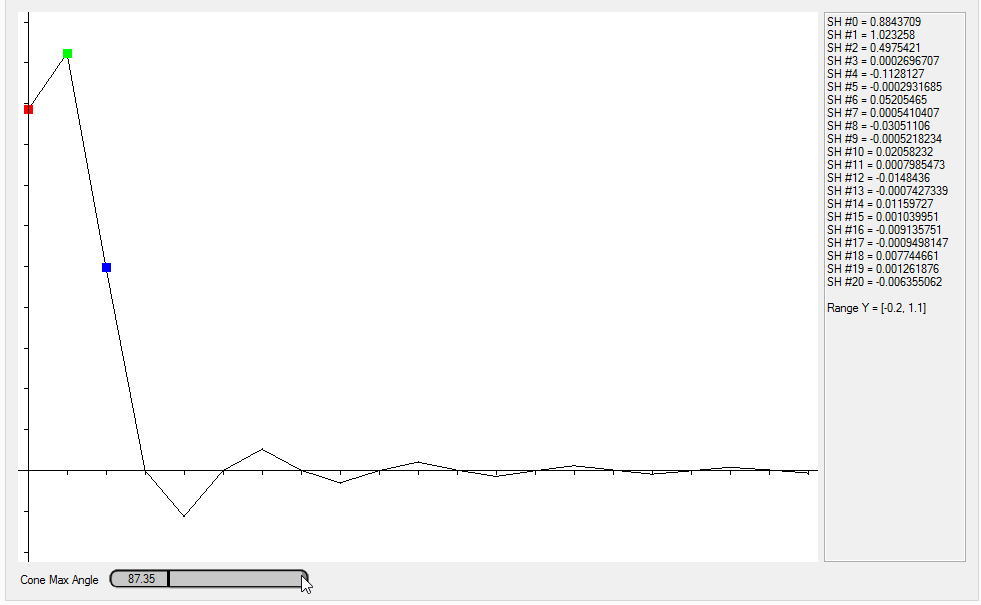 SH #0 = 0.8843709
SH #1 = 1.023258
SH #2 = 0.4975421
SH #3 = 0.0002696707
SH #4 = -0.1128127
SH #5 = -0.0002931685
SH #6 = 0.05205465
SH #7 = 0.0005410407
SH #8 = -0.03051106
SH #9 = -0.0005218234
SH #10 = 0.02058232
SH #11 = 0.0007985473
SH #12 = -0.0148436
SH #13 = -0.0007427339
SH #14 = 0.01159727
SH #15 = 0.001039951
SH #16 = -0.009135751
SH #17 = -0.0009498147
SH #18 = 0.007744661
SH #19 = 0.001261876
SH #20 = -0.006355062
Range Y = [-0.2, 1.1]
Cone Max Angle 87.35